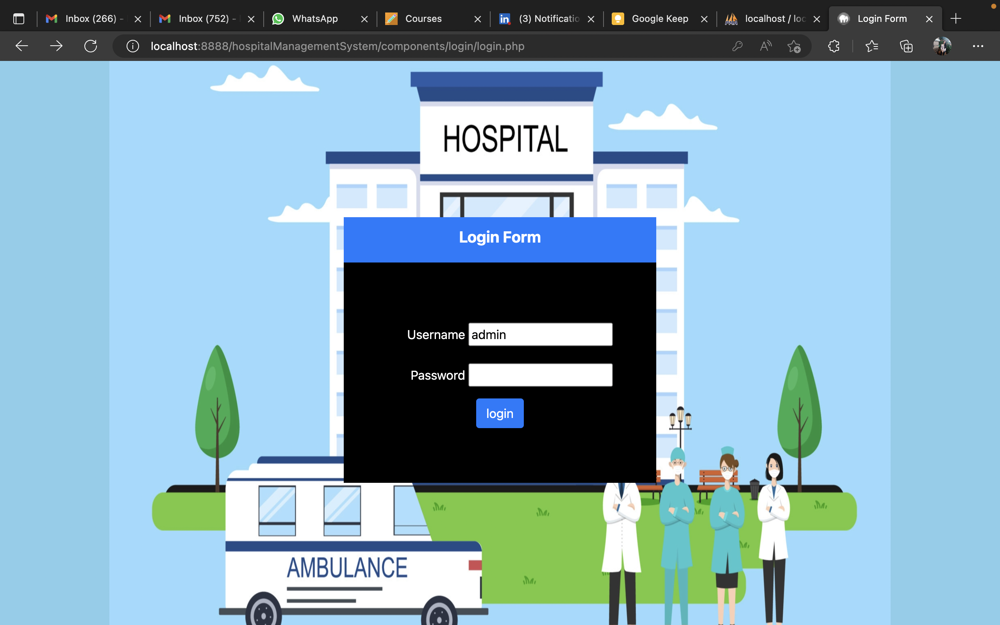 Inbox (266) -
Inbox (752) -
WhatsApp
Courses
(3) Notificatio
Google Keep
localhost / loc
Login Form
localhost:8888/hospitalManagementSystem/components/login/login.php
HOSPITAL
Login Form
Username admin
Password
login
AMBULANCE